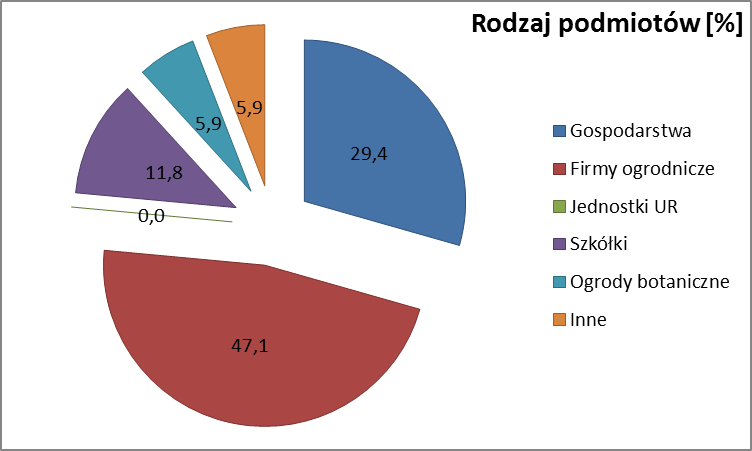 Rodzaj podmiotów [%]
5,9
5,9
29,4
11,8
0,0
47,1
Gospodarstwa
Firmy ogrodnicze
Jednostki UR
Szkółki
Ogrody botaniczne
Inne